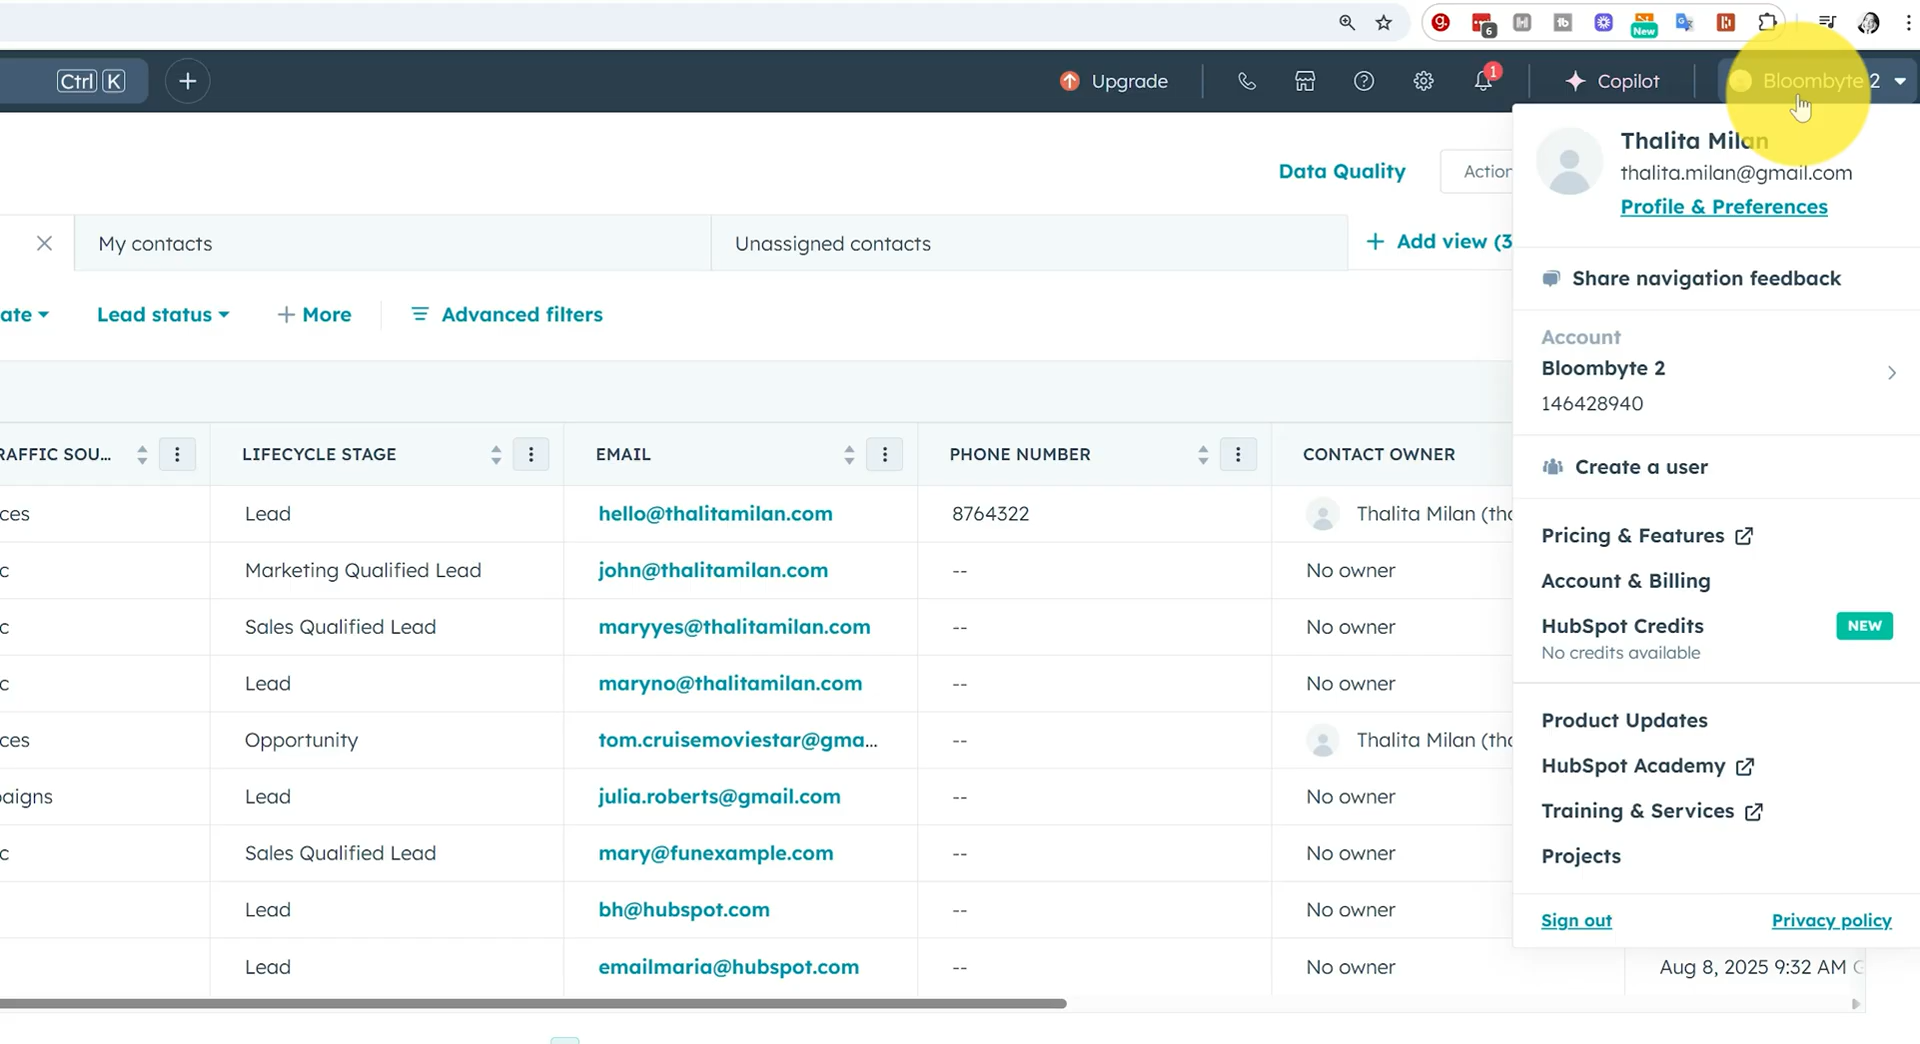 6
New
Ctrl K
Upgrade
1
Copilot
Bloombyte 2
Thalita Milan
thalita.milan@gmail.com
Profile & Preferences
Data Quality
Action
My contacts
Unassigned contacts
Add view (3
Share navigation feedback
ate
Lead status
More
Advanced filters
Account
Bloombyte 2
146428940
RAFFIC SOU...
LIFECYCLE STAGE
EMAIL
PHONE NUMBER
CONTACT OWNER
Create a user
ces
Lead
hello@thalitamilan.com
8764322
Thalita Milan (tha
Pricing & Features
c
Marketing Qualified Lead
john@thalitamilan.com
--
No owner
Account & Billing
c
Sales Qualified Lead
maryyes@thalitamilan.com
--
No owner
HubSpot Credits
NEW
No credits available
c
Lead
maryno@thalitamilan.com
--
No owner
ces
Opportunity
tom.cruisemoviestar@gma...
--
Thalita Milan (tha
Product Updates
aigns
Lead
julia.roberts@gmail.com
--
No owner
HubSpot Academy
Training & Services
c
Sales Qualified Lead
mary@funexample.com
--
No owner
Projects
Lead
bh@hubspot.com
--
No owner
Sign out
Privacy policy
Lead
emailmaria@hubspot.com
--
No owner
Aug 8, 2025 9:32 AM G